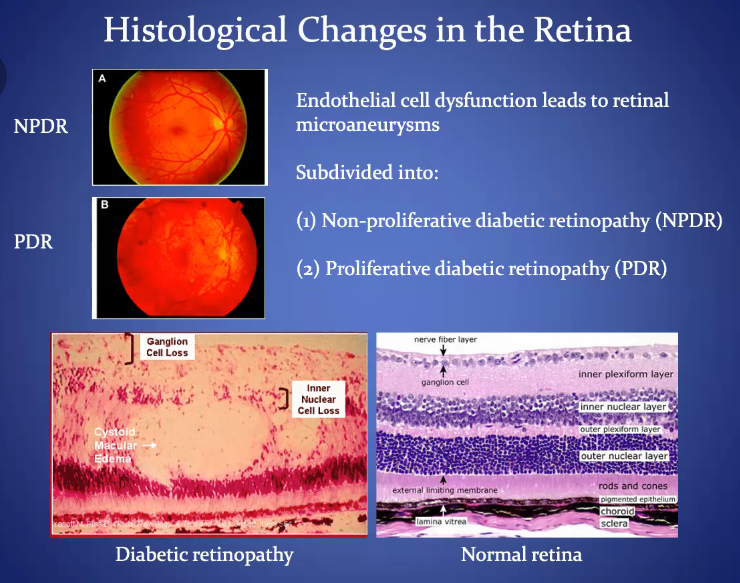 Histological Changes in the Retina
NPDR
A
Endothelial cell dysfunction leads to retinal
microaneurysms
Subdivided into:
(1) Non-proliferative diabetic retinopathy (NPDR)
PDR
B
(2) Proliferative diabetic retinopathy (PDR)
Ganglion
Cell Loss
Inner
Nuclear
Cell Loss
Cystoid
Macular
Edema
Diabetic retinopathy
nerve fiber layer
ganglion cell
inner plexiform layer
inner nuclear layer
outer plexiform layer
outer nuclear layer
external limiting membrane
rods and cones
pigmented epithelium
choroid
lamina vitrea
sclera
Normal retina